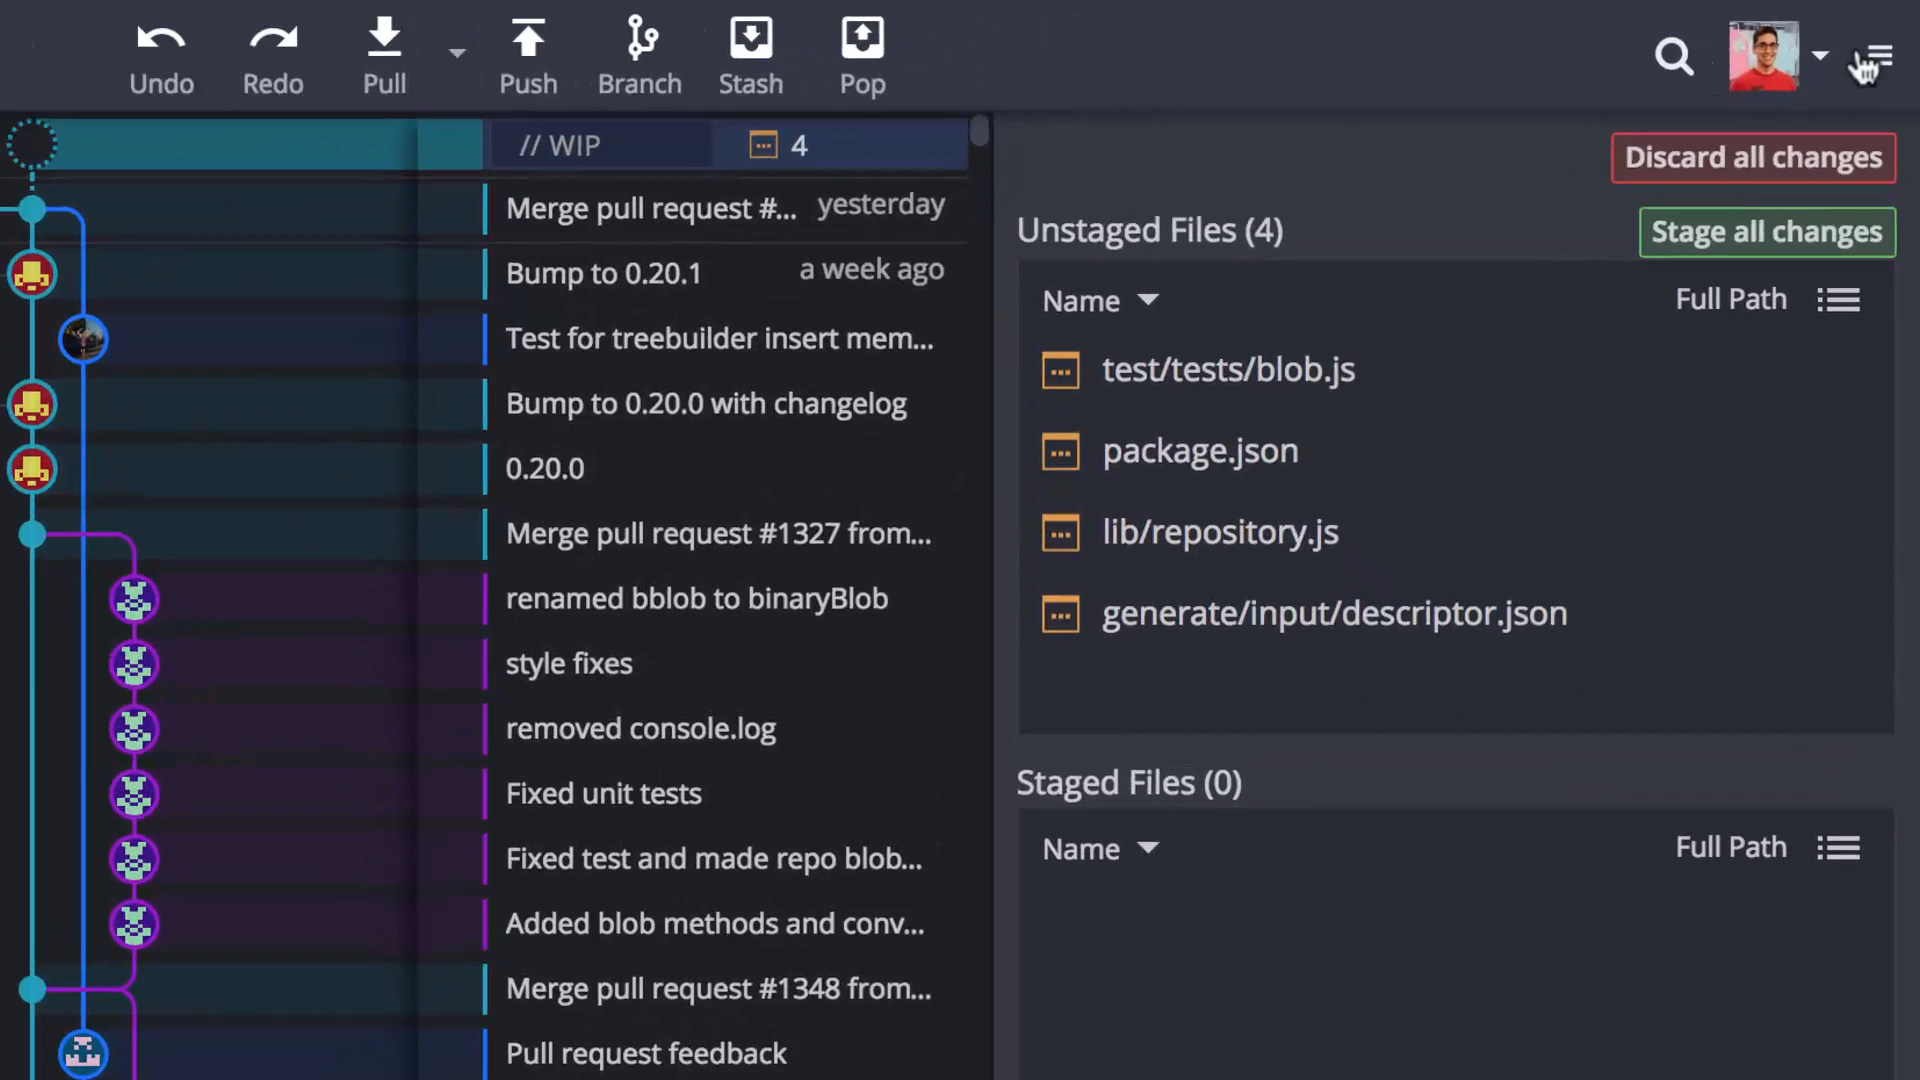 Undo Redo Pull Push Branch Stash Pop
// WIP 4
Merge pull request #... yesterday
Bump to 0.20.1 a week ago
Test for treebuilder insert mem...
Bump to 0.20.0 with changelog
0.20.0
Merge pull request #1327 from...
renamed bblob to binaryBlob
style fixes
removed console.log
Fixed unit tests
Fixed test and made repo blob...
Added blob methods and conv...
Merge pull request #1348 from...
Pull request feedback
Discard all changes
Unstaged Files (4) Stage all changes
Name Full Path
test/tests/blob.js
package.json
lib/repository.js
generate/input/descriptor.json
Staged Files (0)
Name Full Path